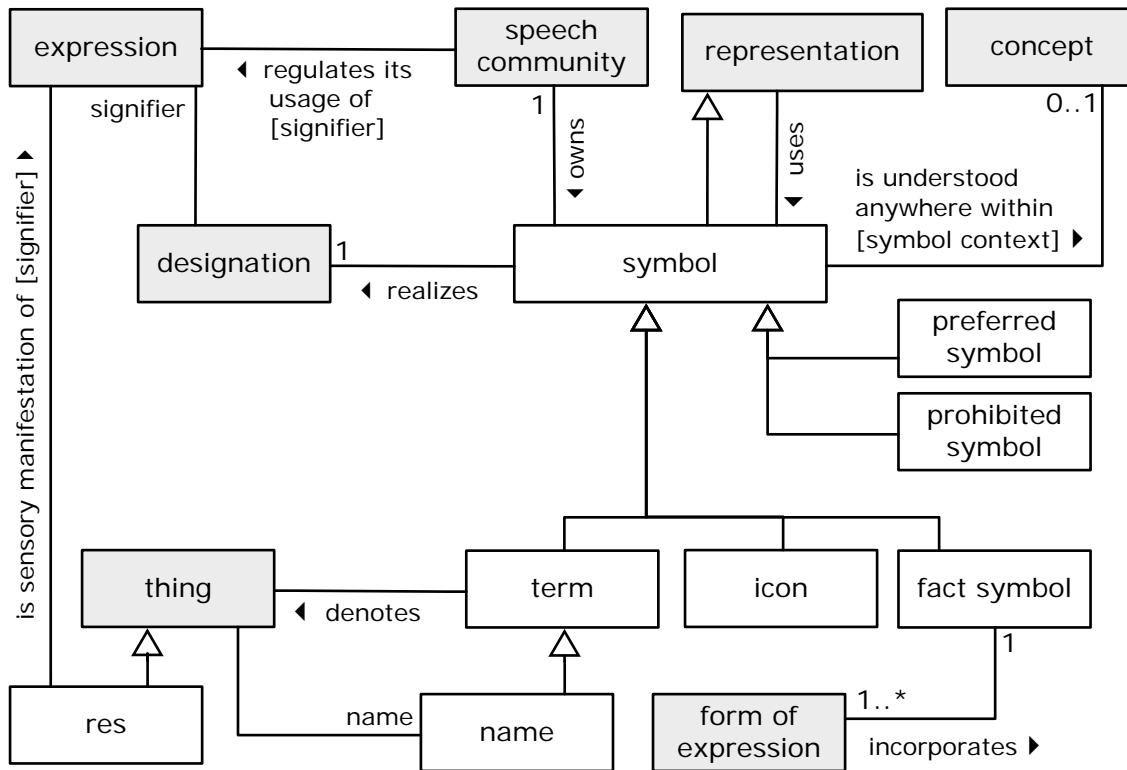 expression
speech
community
representation
concept
◄ regulates its
usage of
[signifier]
signifier
1
0..1
◄ owns
◄ uses
is understood
anywhere within
[symbol context] ►
is sensory manifestation of [signifier] ►
designation
1
◄ realizes
symbol
preferred
symbol
prohibited
symbol
thing
◄ denotes
term
icon
fact symbol
1
res
name
name
form of
expression
1..*
incorporates ►